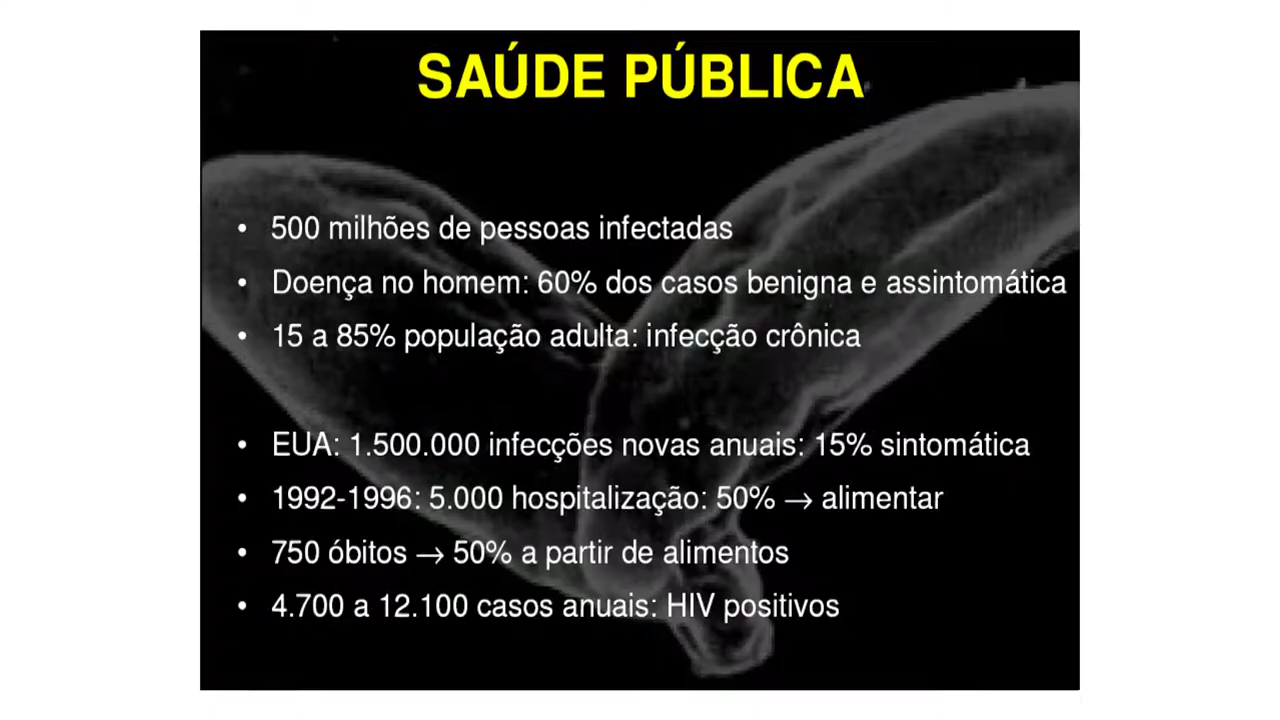 SAÚDE PÚBLICA
• 500 milhões de pessoas infectadas
• Doença no homem: 60% dos casos benigna e assintomática
• 15 a 85% população adulta: infecção crônica
• EUA: 1.500.000 infecções novas anuais: 15% sintomática
• 1992-1996: 5.000 hospitalização: 50% → alimentar
• 750 óbitos → 50% a partir de alimentos
• 4.700 a 12.100 casos anuais: HIV positivos